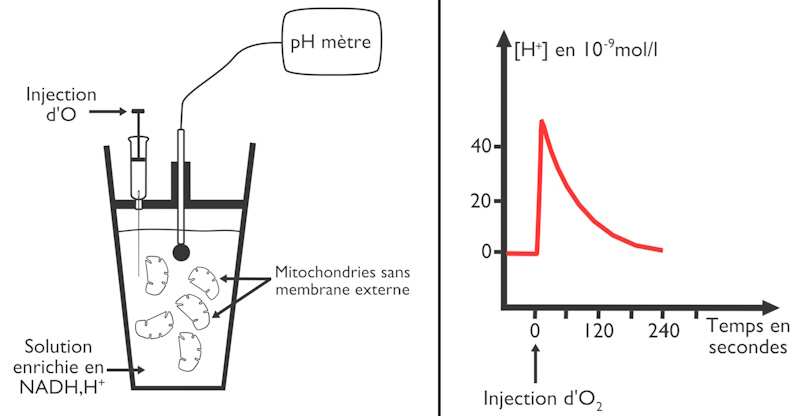 pH mètre
Injection
d'O
Mitochondries sans
membrane externe
Solution
enrichie en
NADH,H⁺
[H⁺] en 10⁻⁹mol/l
40
20
0
0 120 240
Temps en
secondes
Injection d'O₂